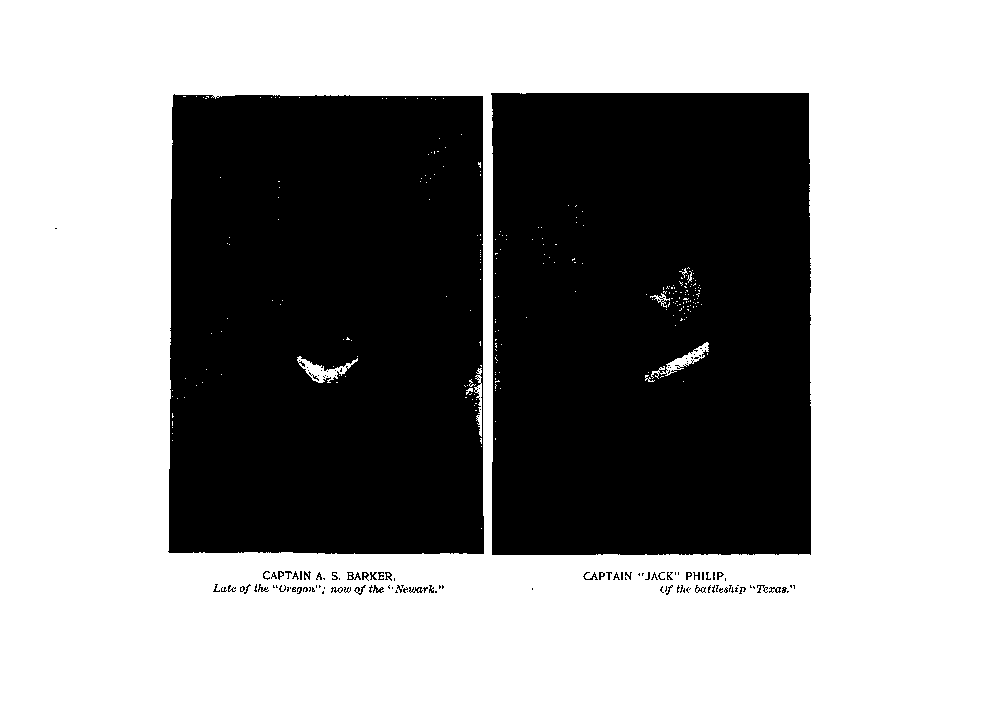 CAPTAIN A. S. BARKER,
Late of the "Oregon"; now of the "Newark."
CAPTAIN "JACK" PHILIP,
Of the battleship "Texas."